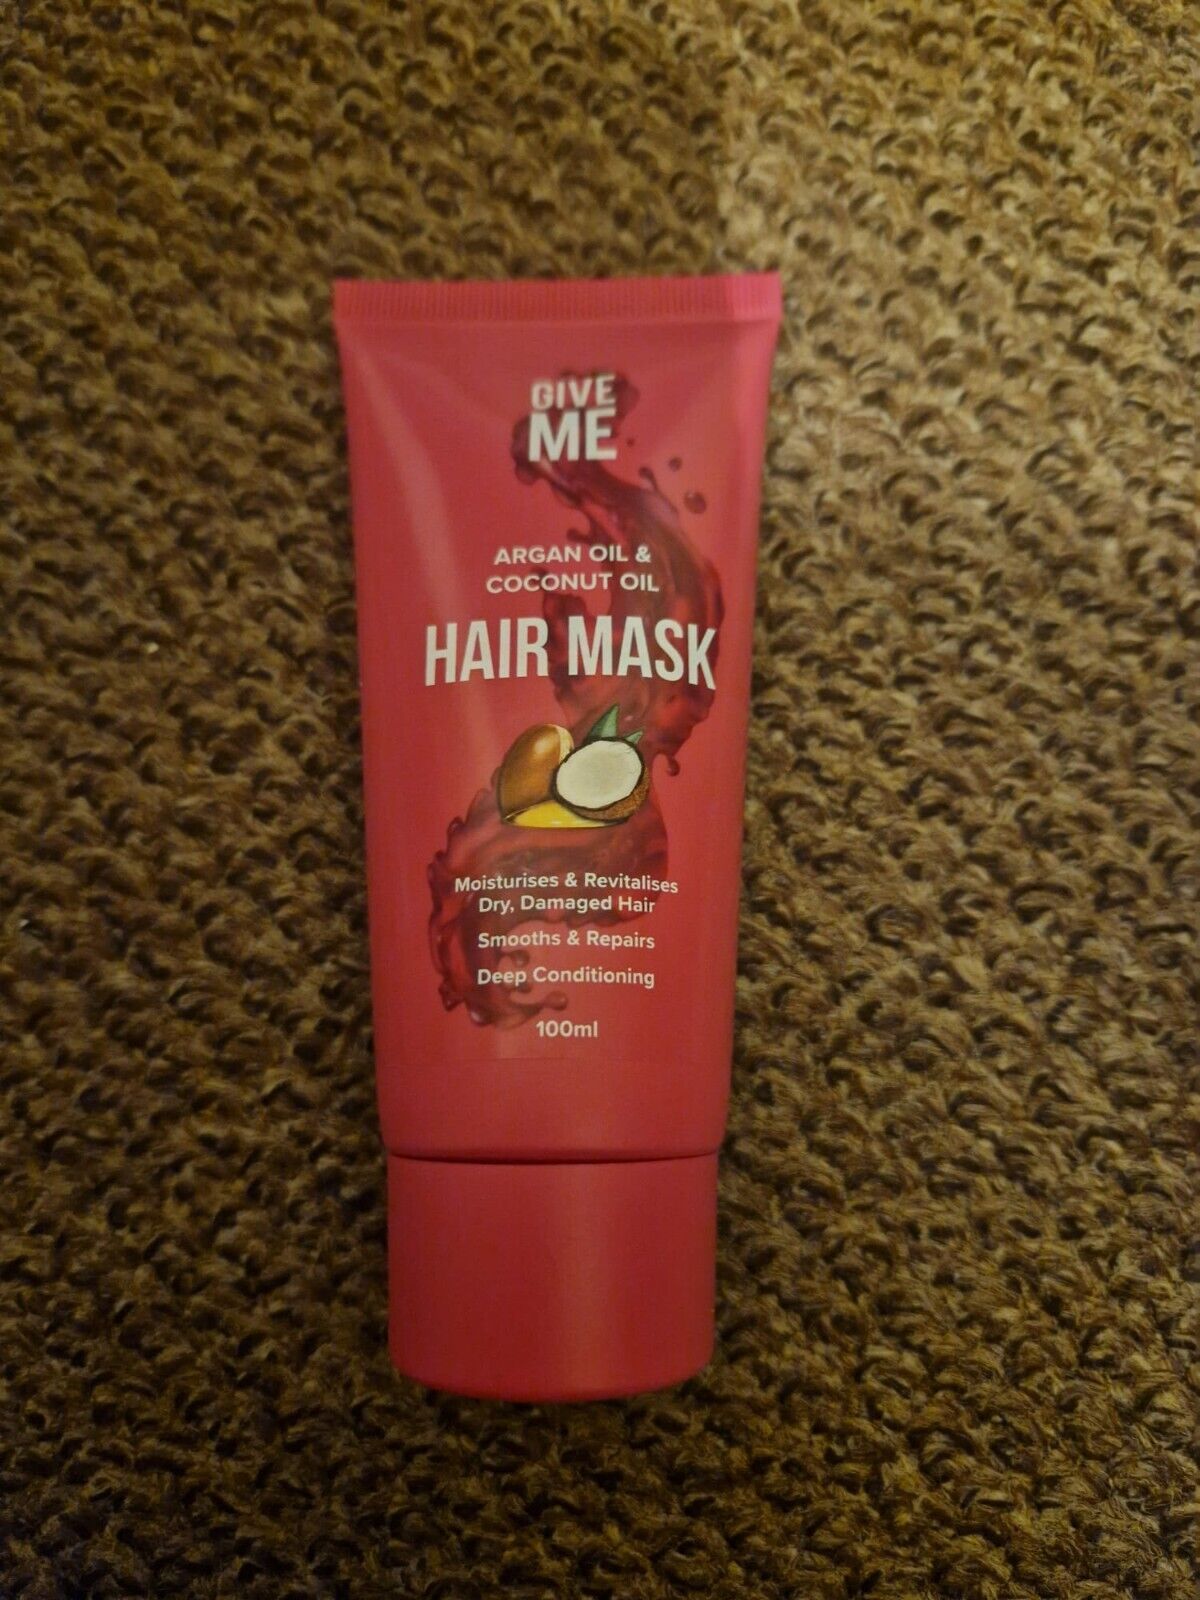 GIVE
ME
ARGAN OIL &
COCONUT OIL
HAIR MASK
Moisturises & Revitalises
Dry, Damaged Hair
Smooths & Repairs
Deep Conditioning
100ml